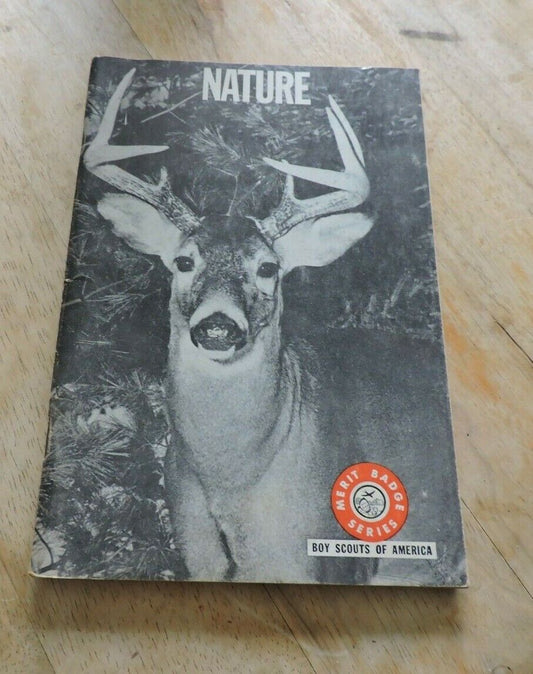 NATURE
MERIT BADGE
SERIES
BOY SCOUTS OF AMERICA